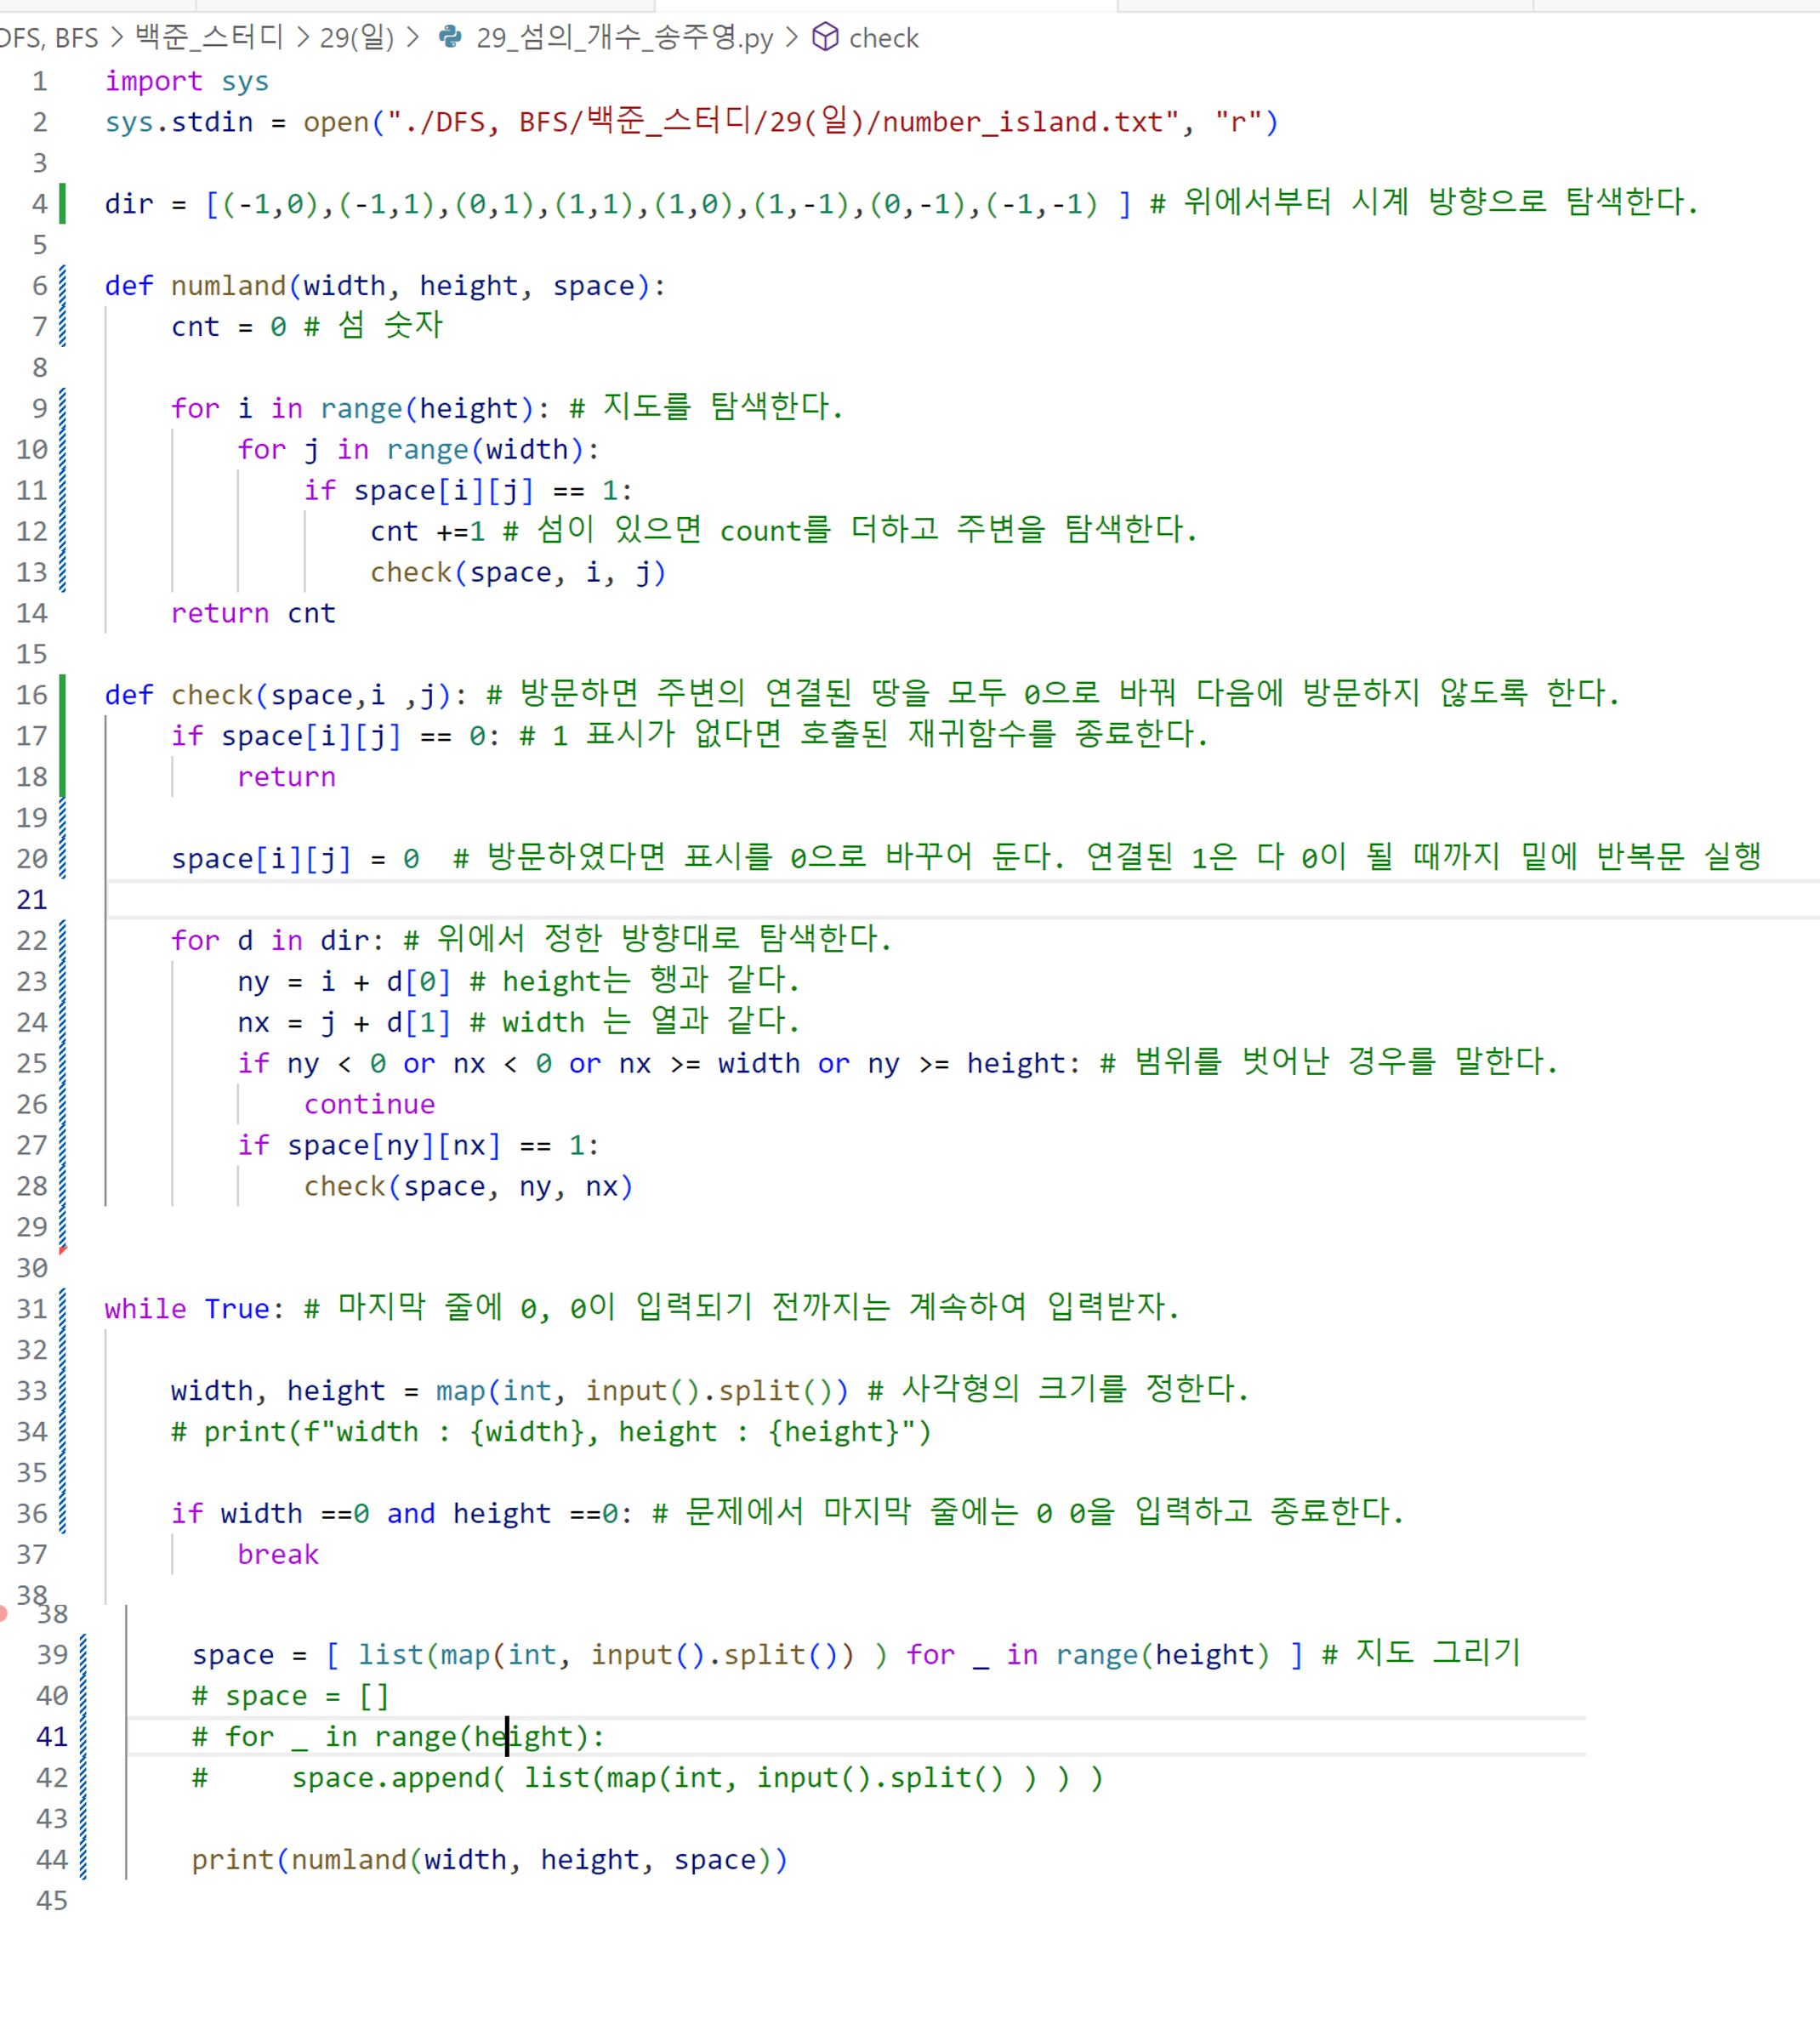 DFS, BFS > 백준_스터디 > 29(일) > 29_섬의_개수_송주영.py > check
1 import sys
2 sys.stdin = open("./DFS, BFS/백준_스터디/29(일)/number_island.txt", "r")
3
4 dir = [(-1,0),(-1,1),(0,1),(1,1),(1,0),(1,-1),(0,-1),(-1,-1) ] # 위에서부터 시계 방향으로 탐색한다.
5
6 def numland(width, height, space):
7     cnt = 0 # 섬 숫자
8
9     for i in range(height): # 지도를 탐색한다.
10         for j in range(width):
11             if space[i][j] == 1:
12                 cnt +=1 # 섬이 있으면 count를 더하고 주변을 탐색한다.
13                 check(space, i, j)
14     return cnt
15
16 def check(space,i ,j): # 방문하면 주변의 연결된 땅을 모두 0으로 바꿔 다음에 방문하지 않도록 한다.
17     if space[i][j] == 0: # 1 표시가 없다면 호출된 재귀함수를 종료한다.
18         return
19
20     space[i][j] = 0  # 방문하였다면 표시를 0으로 바꾸어 둔다. 연결된 1은 다 0이 될 때까지 밑에 반복문 실행
21
22     for d in dir: # 위에서 정한 방향대로 탐색한다.
23         ny = i + d[0] # height는 행과 같다.
24         nx = j + d[1] # width 는 열과 같다.
25         if ny < 0 or nx < 0 or nx >= width or ny >= height: # 범위를 벗어난 경우를 말한다.
26             continue
27         if space[ny][nx] == 1:
28             check(space, ny, nx)
29
30
31 while True: # 마지막 줄에 0, 0이 입력되기 전까지는 계속하여 입력받자.
32
33     width, height = map(int, input().split()) # 사각형의 크기를 정한다.
34     # print(f"width : {width}, height : {height}")
35
36     if width ==0 and height ==0: # 문제에서 마지막 줄에는 0 0을 입력하고 종료한다.
37         break
38
38
39     space = [ list(map(int, input().split()) ) for _ in range(height) ] # 지도 그리기
40     # space = []
41     # for _ in range(height):
42     #     space.append( list(map(int, input().split() ) ) )
43
44     print(numland(width, height, space))
45